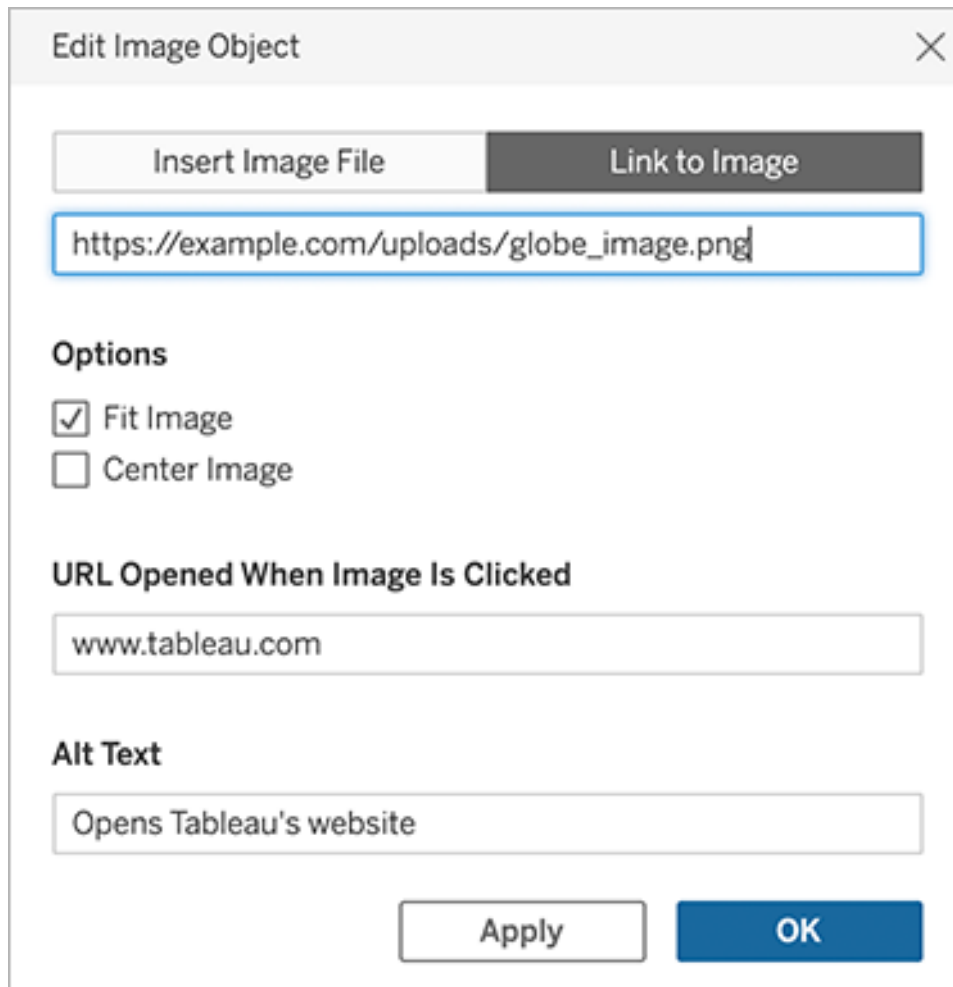 Edit Image Object
Insert Image File Link to Image
https://example.com/uploads/globe_image.png
Options
Fit Image
Center Image
URL Opened When Image Is Clicked
www.tableau.com
Alt Text
Opens Tableau's website
Apply OK